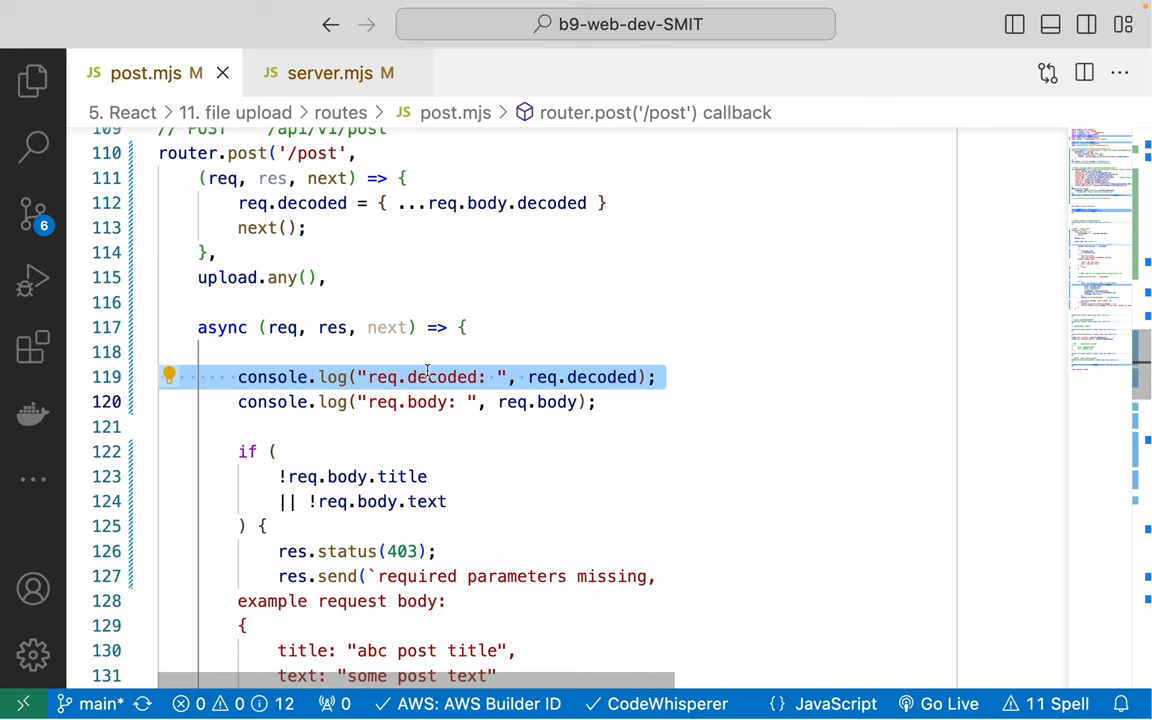 b9-web-dev-SMIT
JS post.mjs M
JS server.mjs M
5. React > 11. file upload > routes > JS post.mjs > router.post('/post') callback
109 // POST /api/v1/post
110 router.post('/post',
111 (req, res, next) => {
112 req.decoded = { ...req.body.decoded }
113 next();
114 },
115 upload.any(),
116
117 async (req, res, next) => {
118
119 console.log("req.decoded: ", req.decoded);
120 console.log("req.body: ", req.body);
121
122 if (
123 !req.body.title
124 || !req.body.text
125 ) {
126 res.status(403);
127 res.send(`required parameters missing,
128 example request body:
129 {
130 title: "abc post title",
131 text: "some post text"
6
main* 0 0 12 0 AWS: AWS Builder ID CodeWhisperer {} JavaScript Go Live 11 Spell